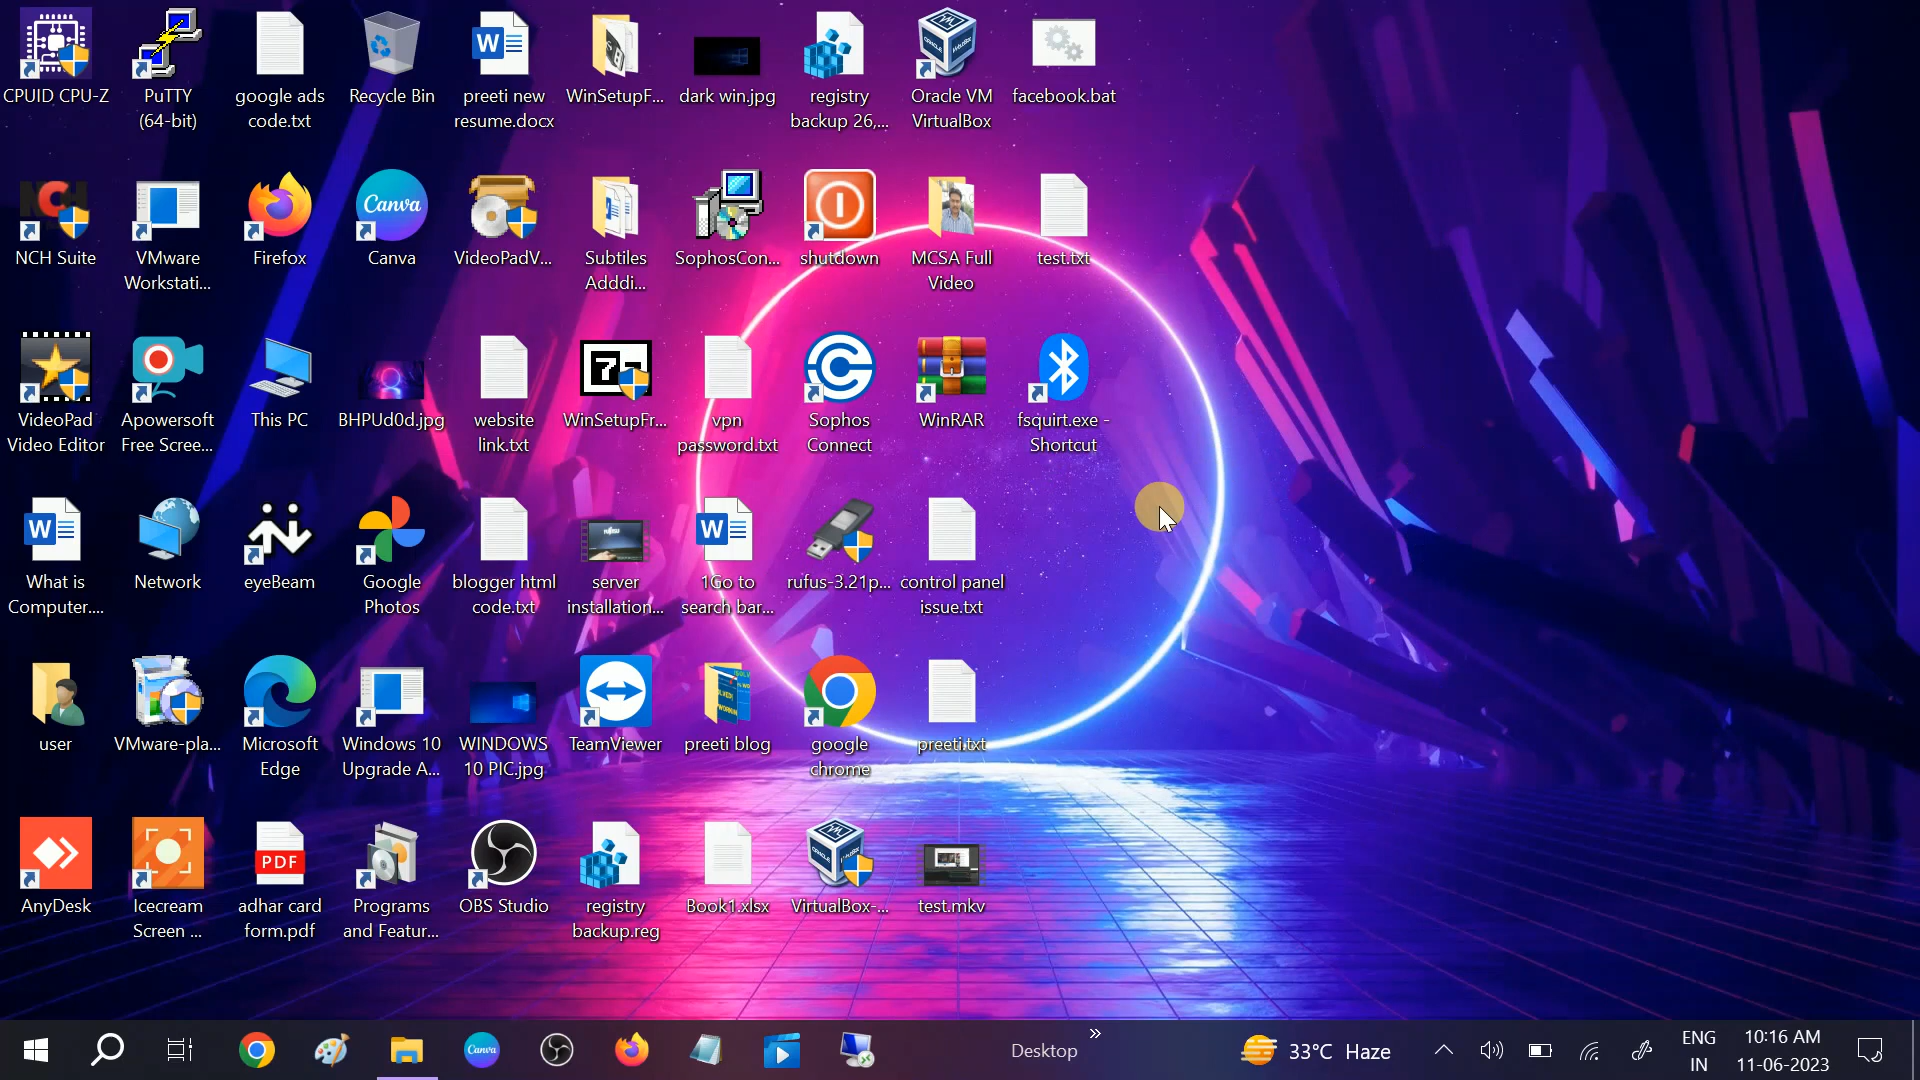 CPUID CPU-Z
PuTTY
(64-bit)
google ads
code.txt
Recycle Bin
preeti new
resume.docx
WinSetupF...
dark win.jpg
registry
backup 26,...
Oracle VM
VirtualBox
facebook.bat
NCH Suite
VMware
Workstati...
Firefox
Canva
Canva
VideoPadV...
Subtiles
Adddi...
SophosCon...
shutdown
MCSA Full
Video
test.txt
VideoPad
Video Editor
Apowersoft
Free Scree...
This PC
BHPUd0d.jpg
website
link.txt
WinSetupFr...
vpn
password.txt
Sophos
Connect
WinRAR
fsquirt.exe -
Shortcut
What is
Computer....
Network
eyeBeam
Google
Photos
blogger html
code.txt
server
installation...
1Go to
search bar...
rufus-3.21p...
control panel
issue.txt
user
VMware-pla...
Microsoft
Edge
Windows 10
Upgrade A...
WINDOWS
10 PIC.jpg
TeamViewer
preeti blog
google
chrome
preeti.txt
AnyDesk
Icecream
Screen ...
PDF
adhar card
form.pdf
Programs
and Featur...
OBS Studio
registry
backup.reg
Book1.xlsx
VirtualBox-...
test.mkv
Canva
Desktop
33°C Haze
ENG
IN
10:16 AM
11-06-2023